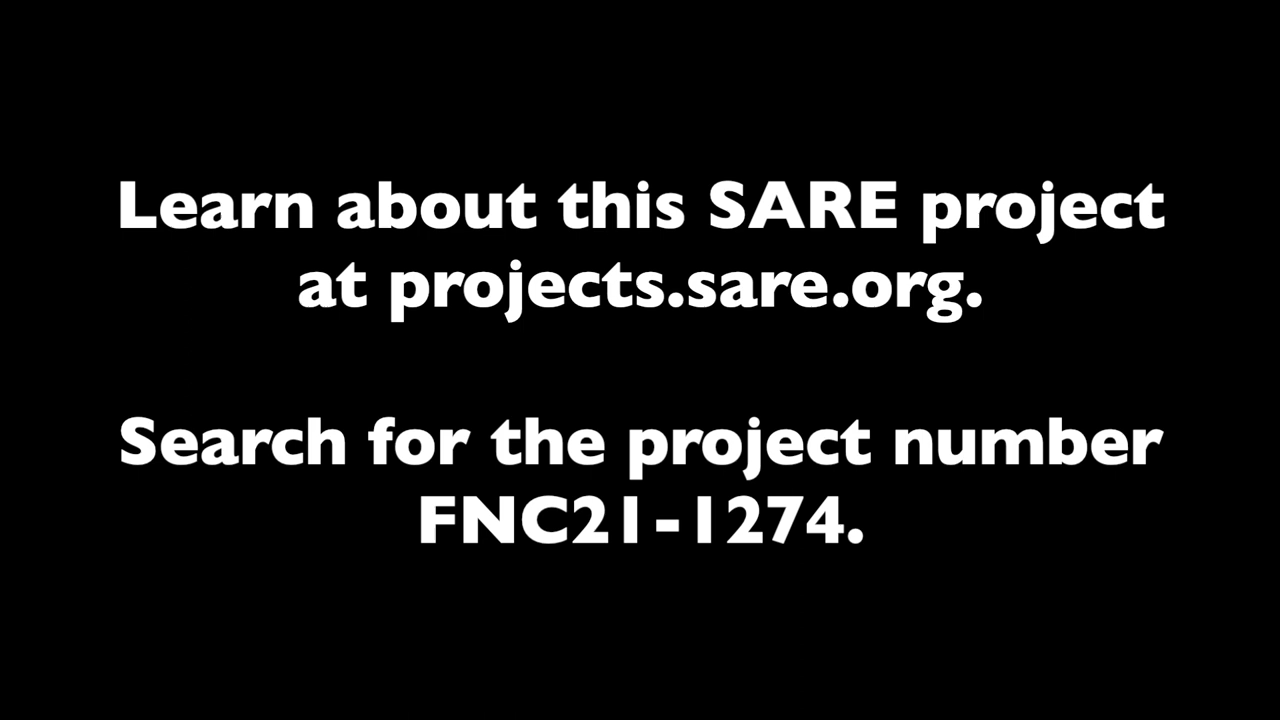 Learn about this SARE project
at projects.sare.org.
Search for the project number
FNC21-1274.